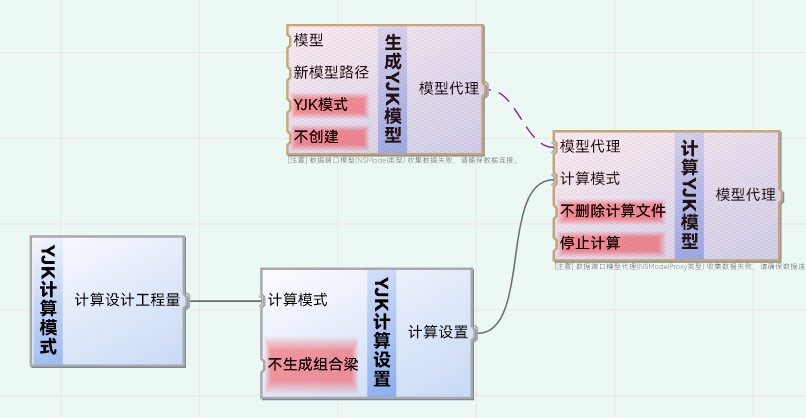 模型
新模型路径
YJK模式
不创建
生成YJK模型
模型代理
[注意] 数据端口模型(NSModel类型) 收集数据失败，请确保数据连接。
模型代理
计算模式
不删除计算文件
停止计算
计算YJK模型
模型代理
[注意] 数据端口模型代理(NSModelProxy类型) 收集数据失败，请确保数据连
YJK计算模式
计算设计工程量
计算模式
不生成组合梁
YJK计算设置
计算设置